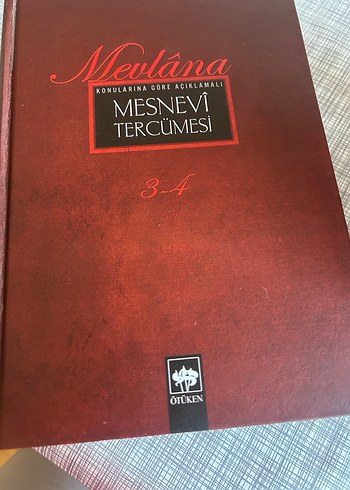 Mevlâna
KONULARINA GÖRE AÇIKLAMALI
MESNEVÎ
TERCÜMESİ
3-4
ÖTÜKEN